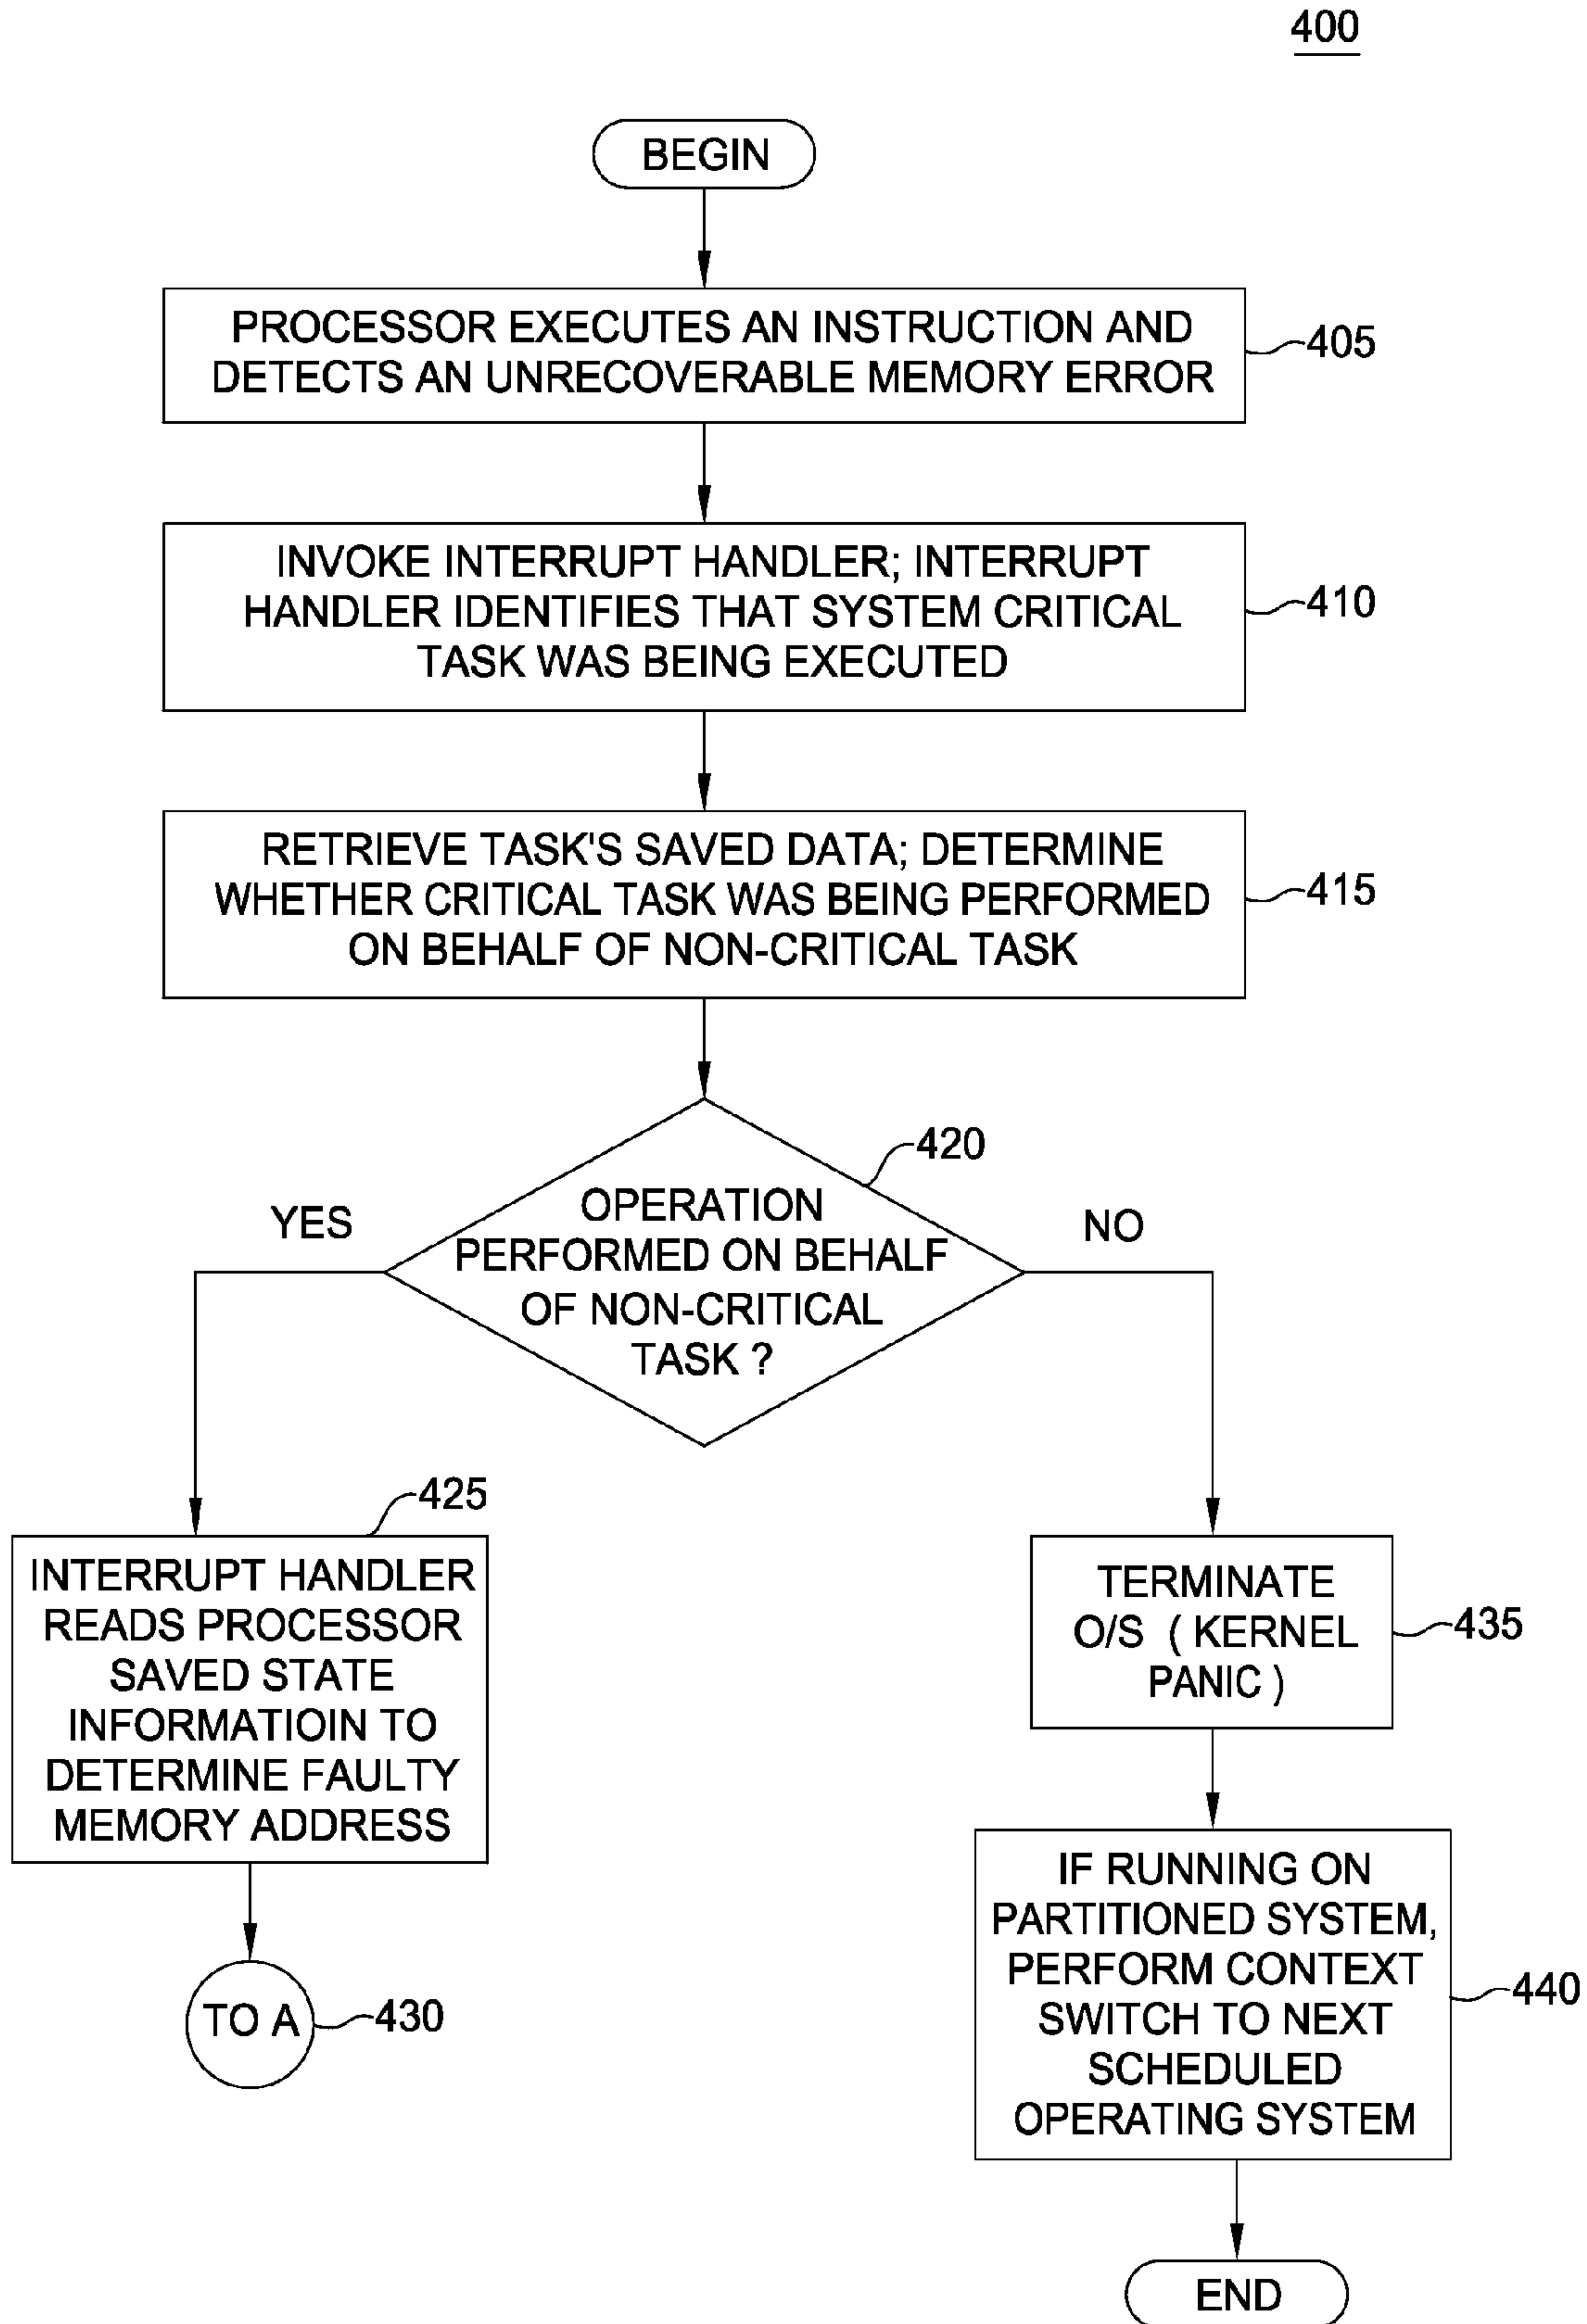 400
BEGIN
PROCESSOR EXECUTES AN INSTRUCTION AND
DETECTS AN UNRECOVERABLE MEMORY ERROR
405
INVOKE INTERRUPT HANDLER; INTERRUPT
HANDLER IDENTIFIES THAT SYSTEM CRITICAL
TASK WAS BEING EXECUTED
410
RETRIEVE TASK'S SAVED DATA; DETERMINE
WHETHER CRITICAL TASK WAS BEING PERFORMED
ON BEHALF OF NON-CRITICAL TASK
415
420
OPERATION
PERFORMED ON BEHALF
OF NON-CRITICAL
TASK ?
YES
NO
425
INTERRUPT HANDLER
READS PROCESSOR
SAVED STATE
INFORMATIOIN TO
DETERMINE FAULTY
MEMORY ADDRESS
TO A
430
TERMINATE
O/S ( KERNEL
PANIC )
435
IF RUNNING ON
PARTITIONED SYSTEM,
PERFORM CONTEXT
SWITCH TO NEXT
SCHEDULED
OPERATING SYSTEM
440
END